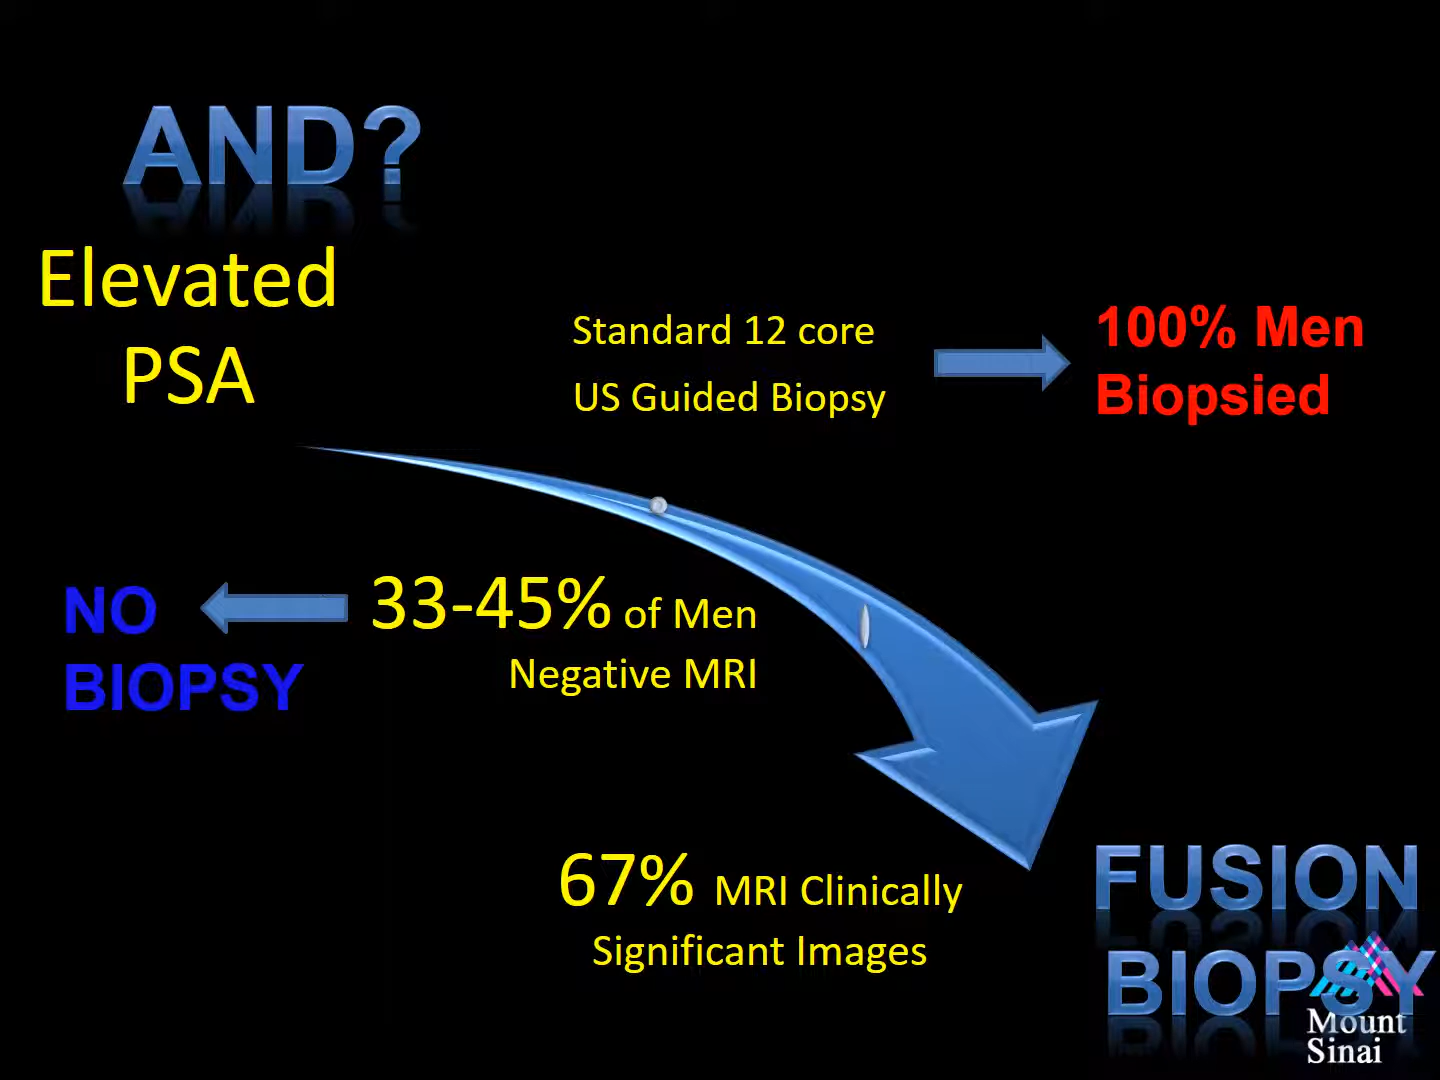 AND?
Elevated
PSA
Standard 12 core
US Guided Biopsy
100% Men
Biopsied
NO
BIOPSY
33-45% of Men
Negative MRI
67% MRI Clinically
Significant Images
FUSION
BIOPSY
Mount
Sinai